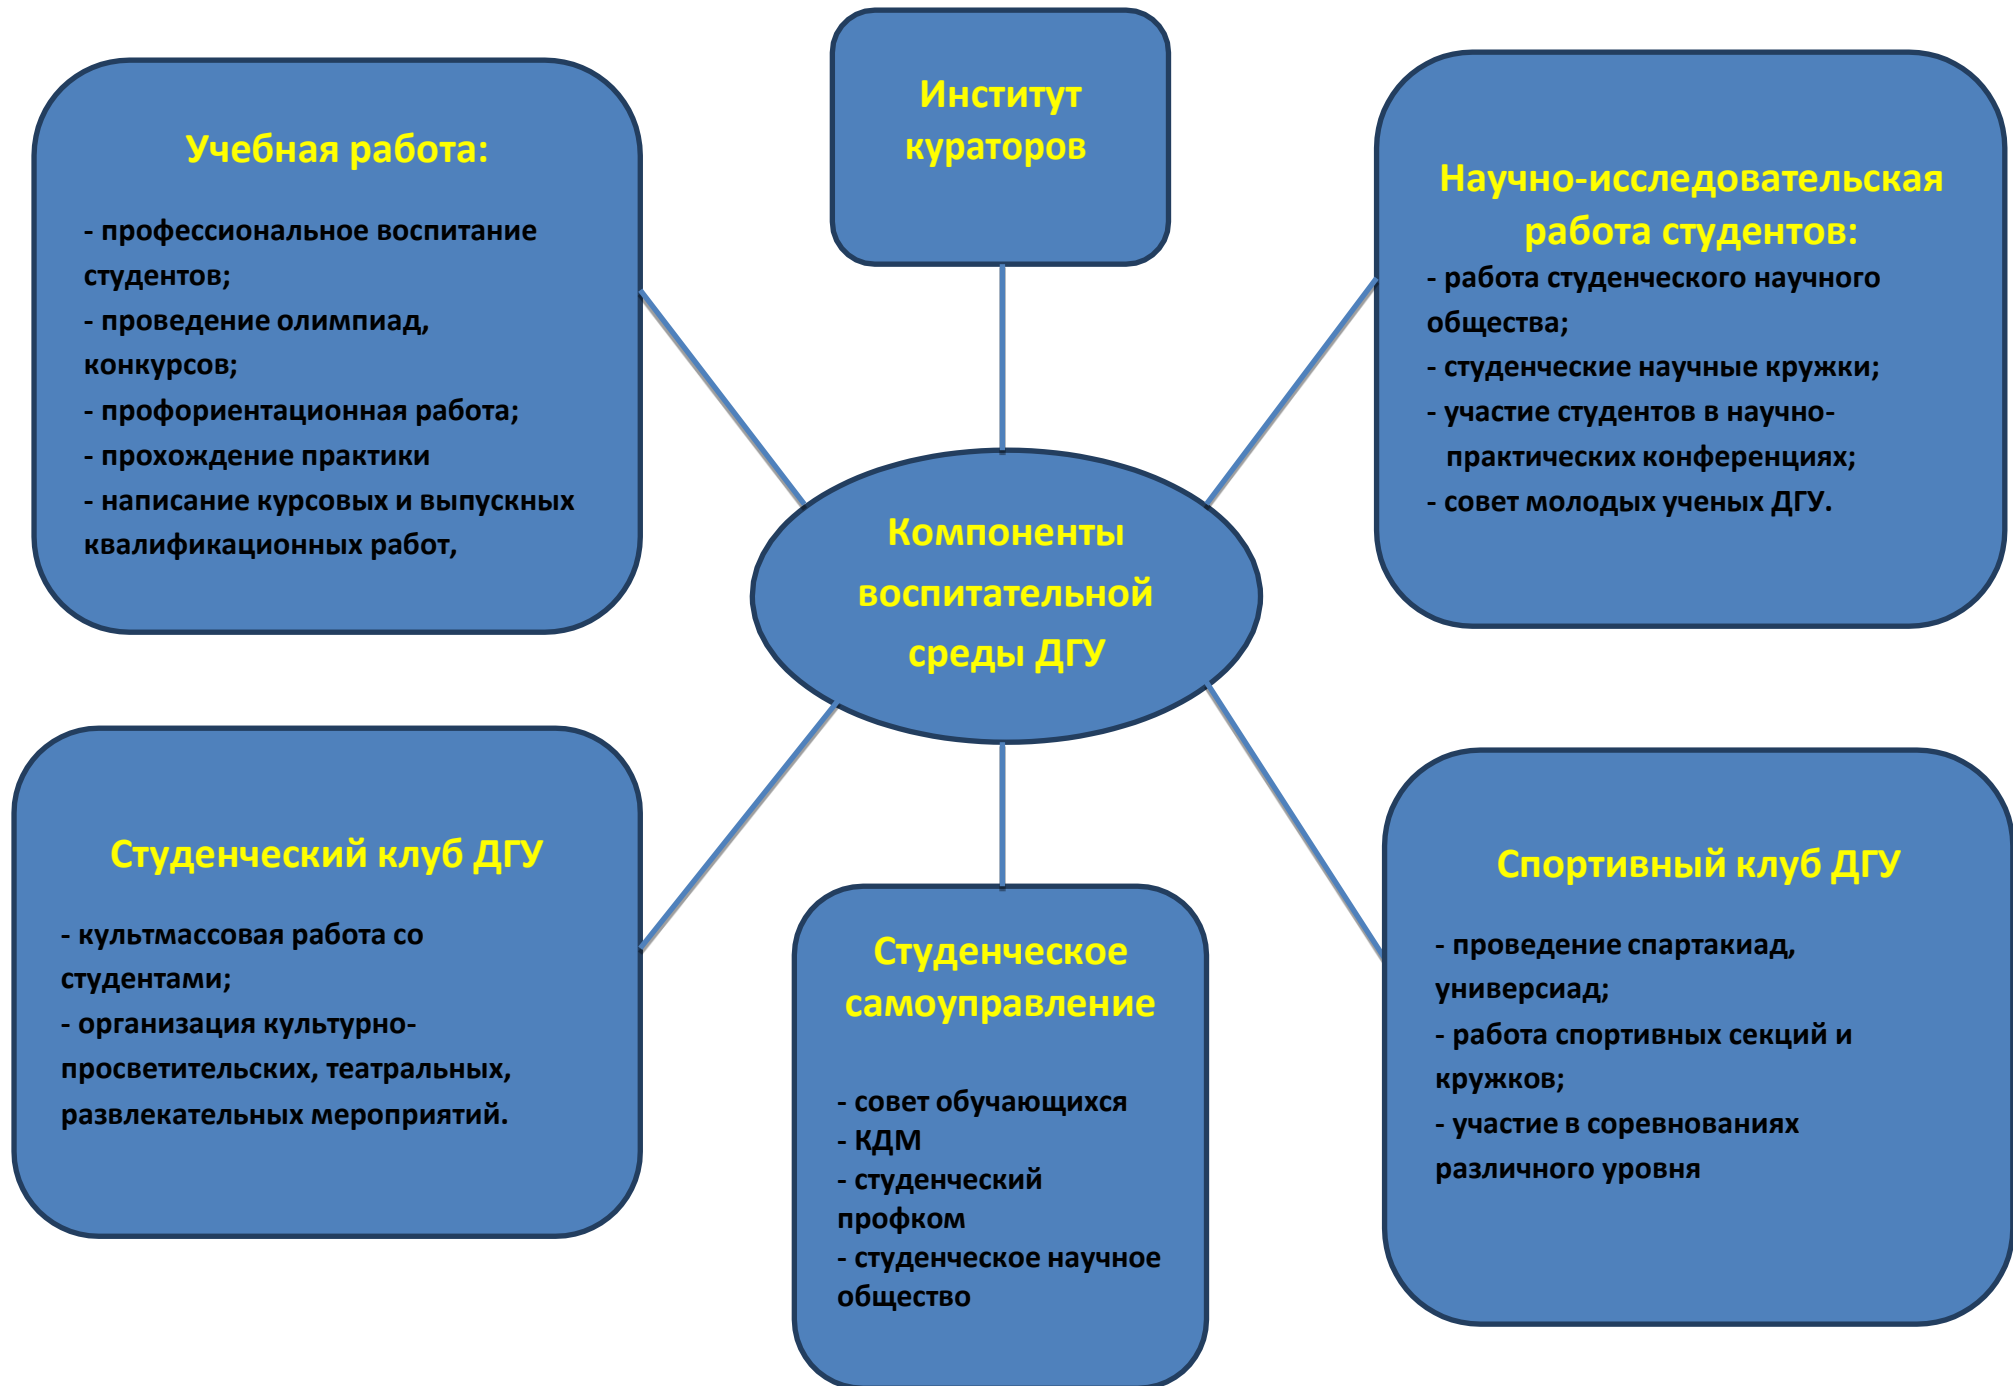 Институт
кураторов
Учебная работа:
- профессиональное воспитание
студентов;
- проведение олимпиад,
конкурсов;
- профориентационная работа;
- прохождение практики
- написание курсовых и выпускных
квалификационных работ,
Научно-исследовательская
работа студентов:
- работа студенческого научного
общества;
- студенческие научные кружки;
- участие студентов в научно-
практических конференциях;
- совет молодых ученых ДГУ.
Компоненты
воспитательной
среды ДГУ
Студенческий клуб ДГУ
- культмассовая работа со
студентами;
- организация культурно-
просветительских, театральных,
развлекательных мероприятий.
Студенческое
самоуправление
- совет обучающихся
- КДМ
- студенческий
профком
- студенческое научное
общество
Спортивный клуб ДГУ
- проведение спартакиад,
универсиад;
- работа спортивных секций и
кружков;
- участие в соревнованиях
различного уровня